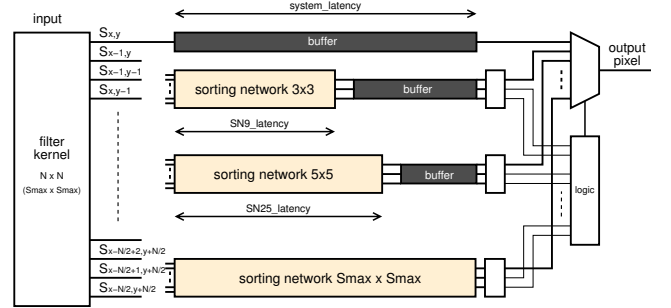 system_latency
input
Sx,y
buffer
output
pixel
Sx−1,y
Sx−1,y−1
Sx,y−1
sorting network 3x3
buffer
SN9_latency
filter
kernel
N x N
(Smax x Smax)
sorting network 5x5
buffer
logic
SN25_latency
Sx−N/2+2,y+N/2
Sx−N/2+1,y+N/2
Sx−N/2,y+N/2
sorting network Smax x Smax